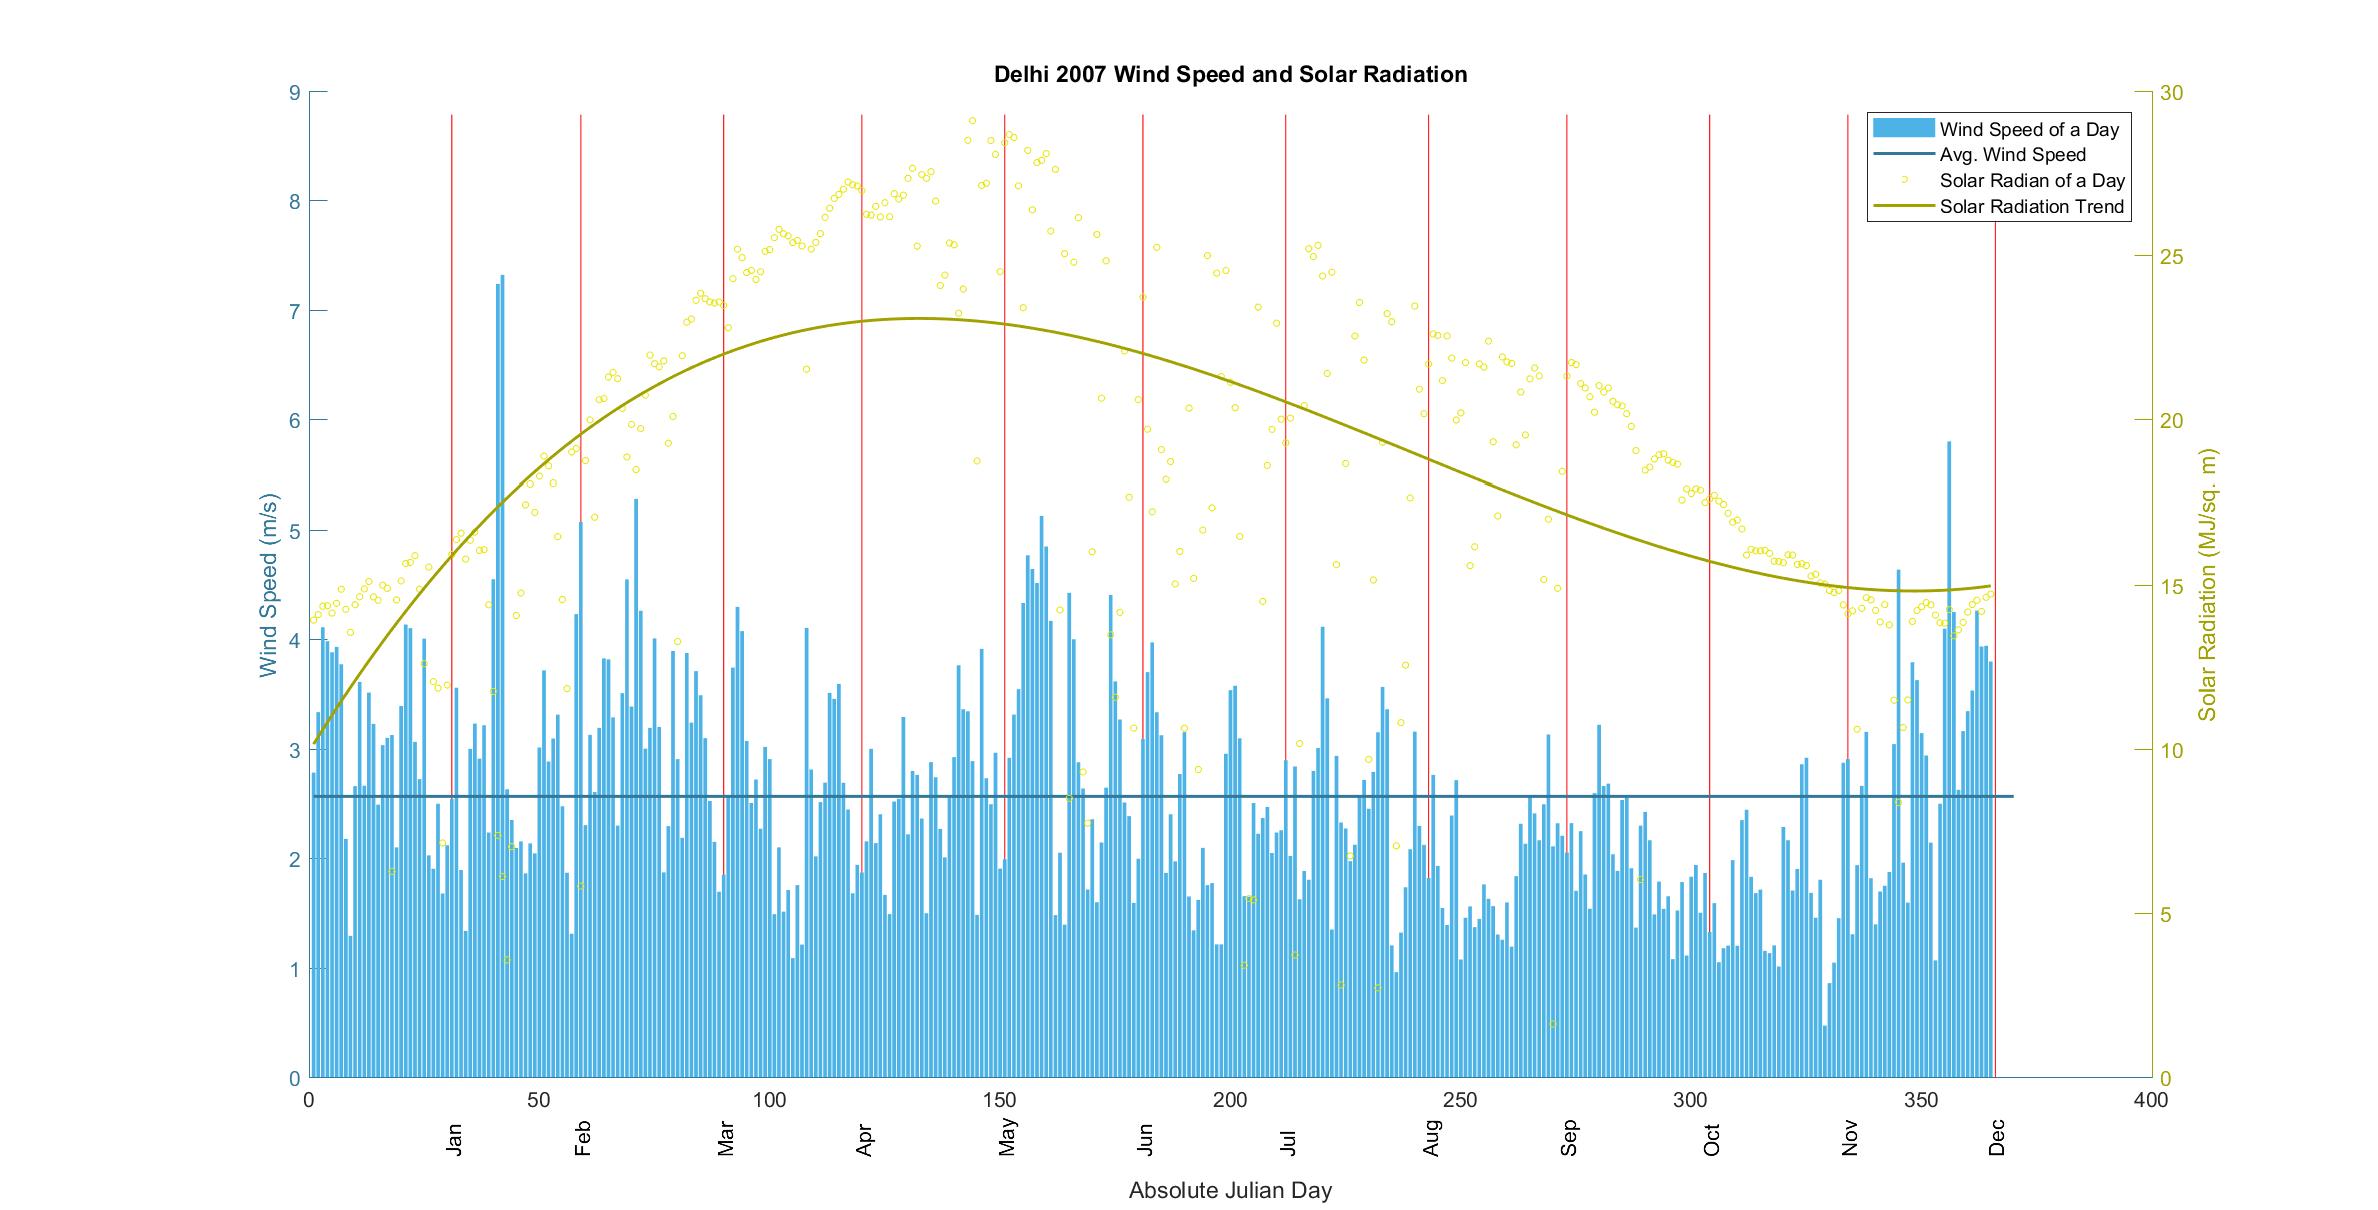 Delhi 2007 Wind Speed and Solar Radiation
9
8
7
6
5
4
3
2
1
0
Wind Speed (m/s)
30
25
20
15
10
5
0
Solar Radiation (MJ/sq. m)
Wind Speed of a Day
Avg. Wind Speed
Solar Radian of a Day
Solar Radiation Trend
0 50 100 150 200 250 300 350 400
Jan Feb Mar Apr May Jun Jul Aug Sep Oct Nov Dec
Absolute Julian Day